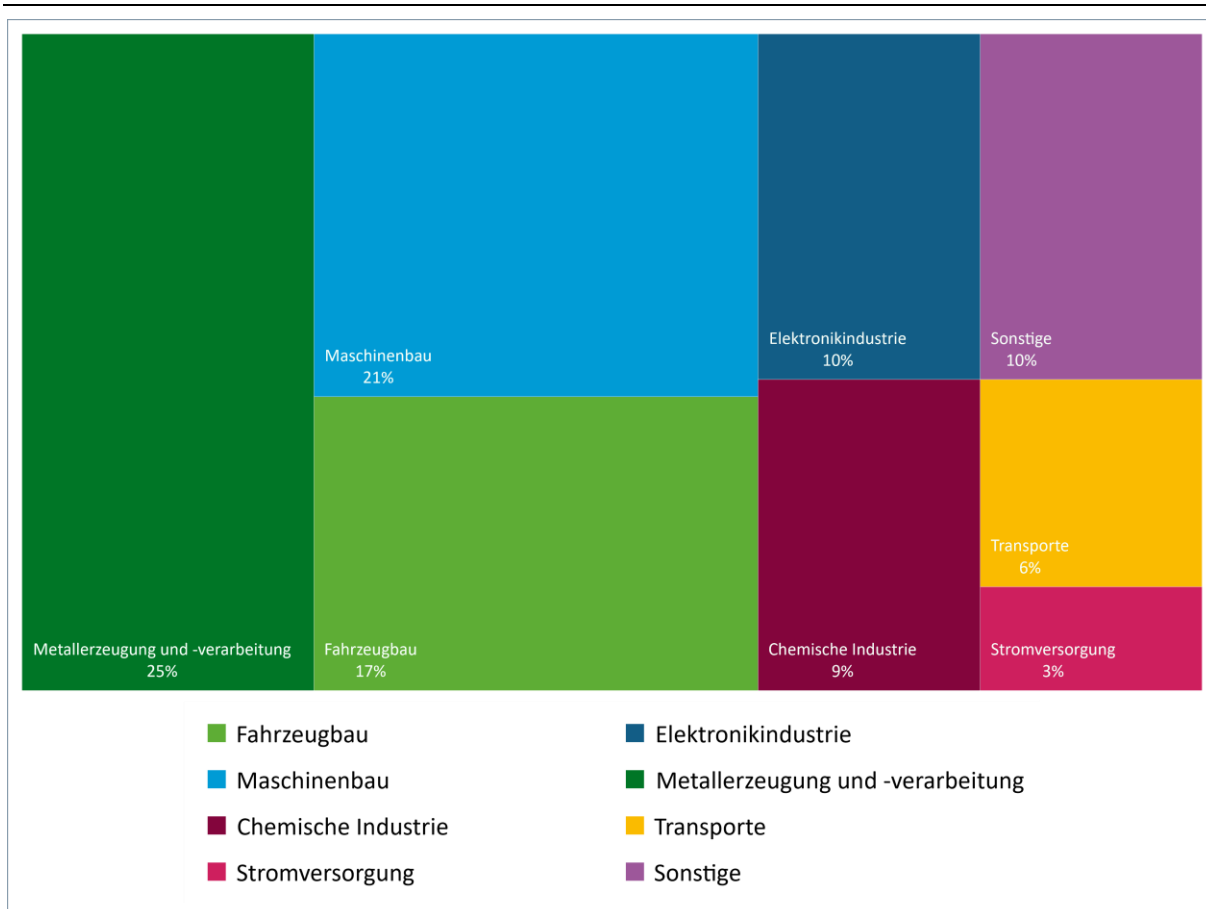 Metallerzeugung und -verarbeitung
25%
Maschinenbau
21%
Fahrzeugbau
17%
Elektronikindustrie
10%
Chemische Industrie
9%
Sonstige
10%
Transporte
6%
Stromversorgung
3%
Fahrzeugbau
Elektronikindustrie
Maschinenbau
Metallerzeugung und -verarbeitung
Chemische Industrie
Transporte
Stromversorgung
Sonstige